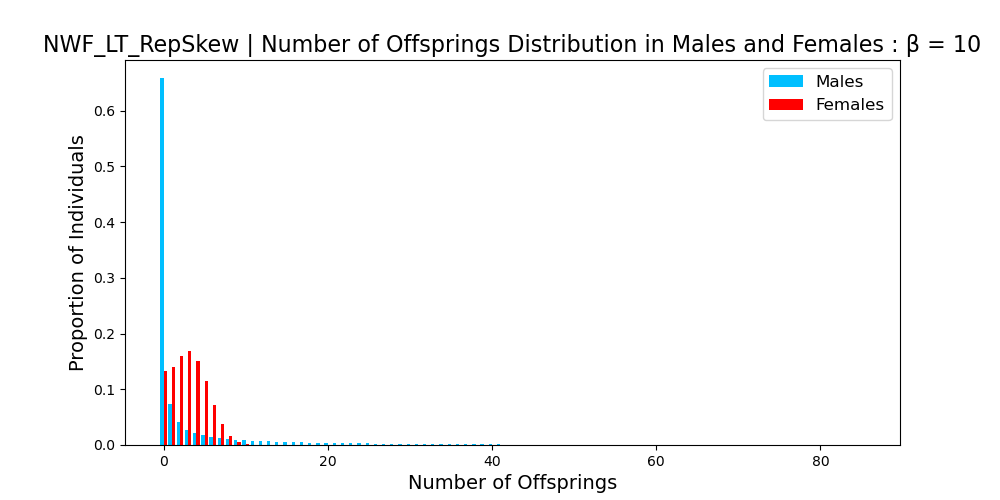 NWF_LT_RepSkew | Number of Offsprings Distribution in Males and Females : β = 10
Males
Females
Proportion of Individuals
0.6
0.5
0.4
0.3
0.2
0.1
0.0
0 20 40 60 80
Number of Offsprings